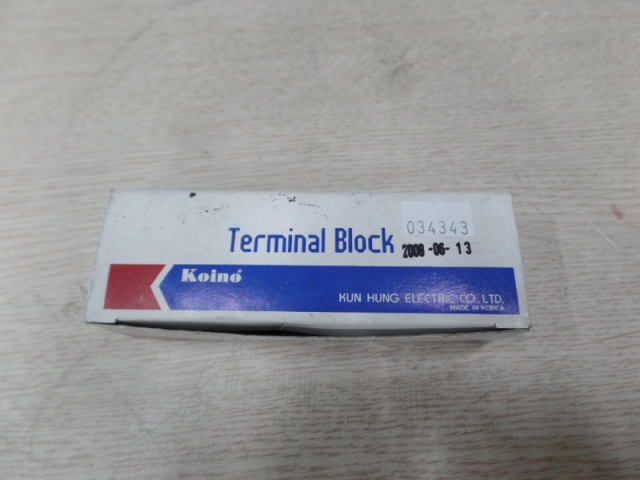 034343
Terminal Block
2008-06-13
Koino
KUN HUNG ELECTRIC CO., LTD.
MADE IN KOREA